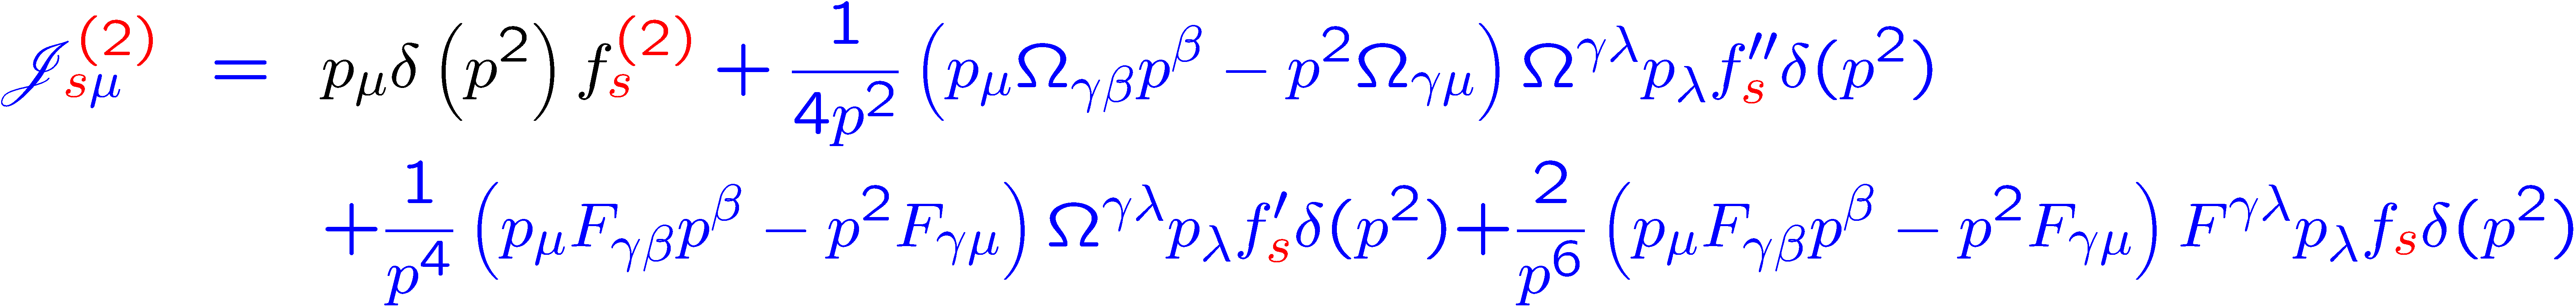 𝒥_{sμ}^{(2)} = p_μ δ(p^2) f_s^{(2)} + \frac{1}{4p^2} (p_μ Ω_{γβ} p^β − p^2 Ω_{γμ}) Ω^{γλ} p_λ f_s'' δ(p^2)
+ \frac{1}{p^4} (p_μ F_{γβ} p^β − p^2 F_{γμ}) Ω^{γλ} p_λ f_s' δ(p^2) + \frac{2}{p^6} (p_μ F_{γβ} p^β − p^2 F_{γμ}) F^{γλ} p_λ f_s δ(p^2)